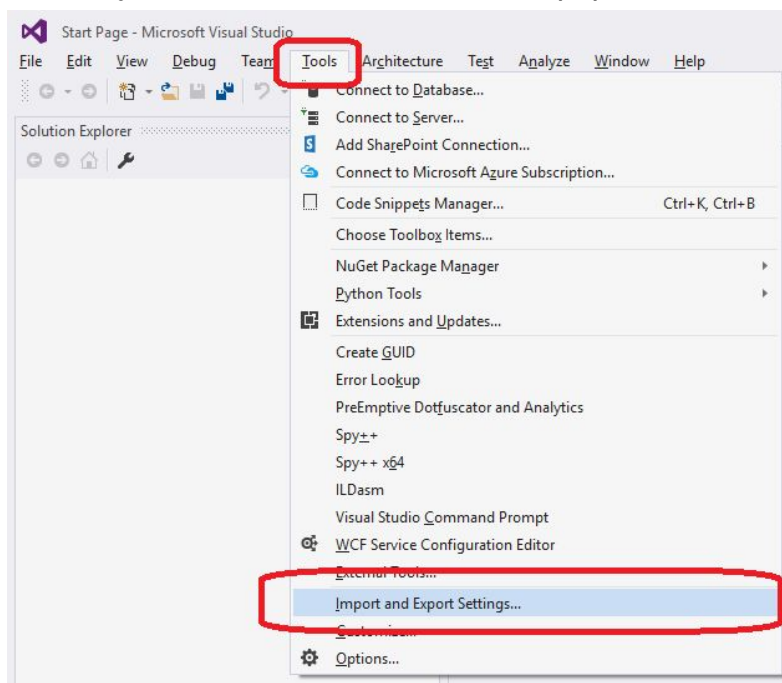 Start Page - Microsoft Visual Studio
File Edit View Debug Team Tools Architecture Test Analyze Window Help
Connect to Database...
Solution Explorer
Connect to Server...
Add SharePoint Connection...
Connect to Microsoft Azure Subscription...
Code Snippets Manager... Ctrl+K, Ctrl+B
Choose Toolbox Items...
NuGet Package Manager
Python Tools
Extensions and Updates...
Create GUID
Error Lookup
PreEmptive Dotfuscator and Analytics
Spy++
Spy++ x64
ILDasm
Visual Studio Command Prompt
WCF Service Configuration Editor
External Tools...
Import and Export Settings...
Customize...
Options...